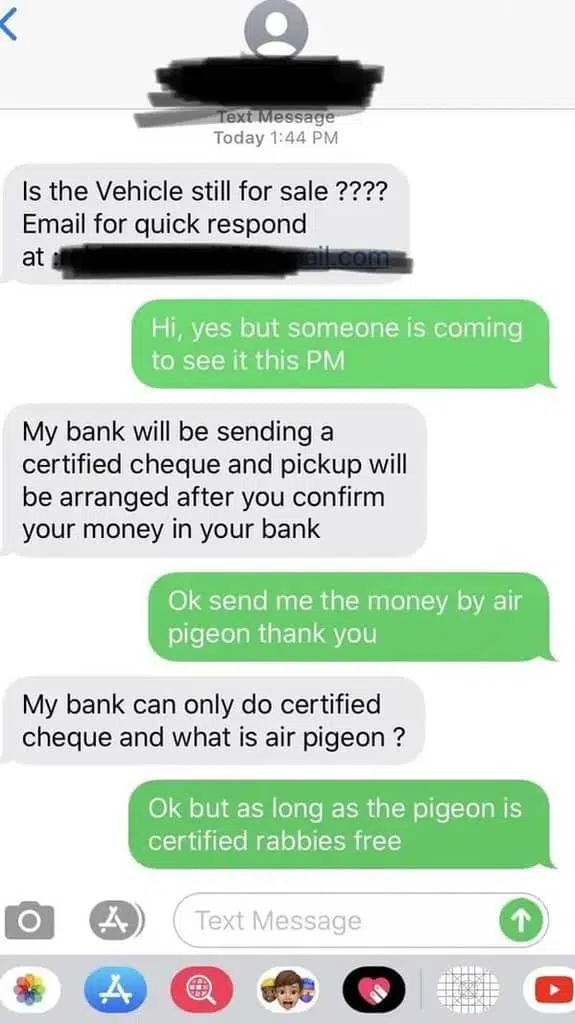 Text Message
Today 1:44 PM
Is the Vehicle still for sale ????
Email for quick respond
at
ail.com
Hi, yes but someone is coming
to see it this PM
My bank will be sending a
certified cheque and pickup will
be arranged after you confirm
your money in your bank
Ok send me the money by air
pigeon thank you
My bank can only do certified
cheque and what is air pigeon ?
Ok but as long as the pigeon is
certified rabbies free
Text Message